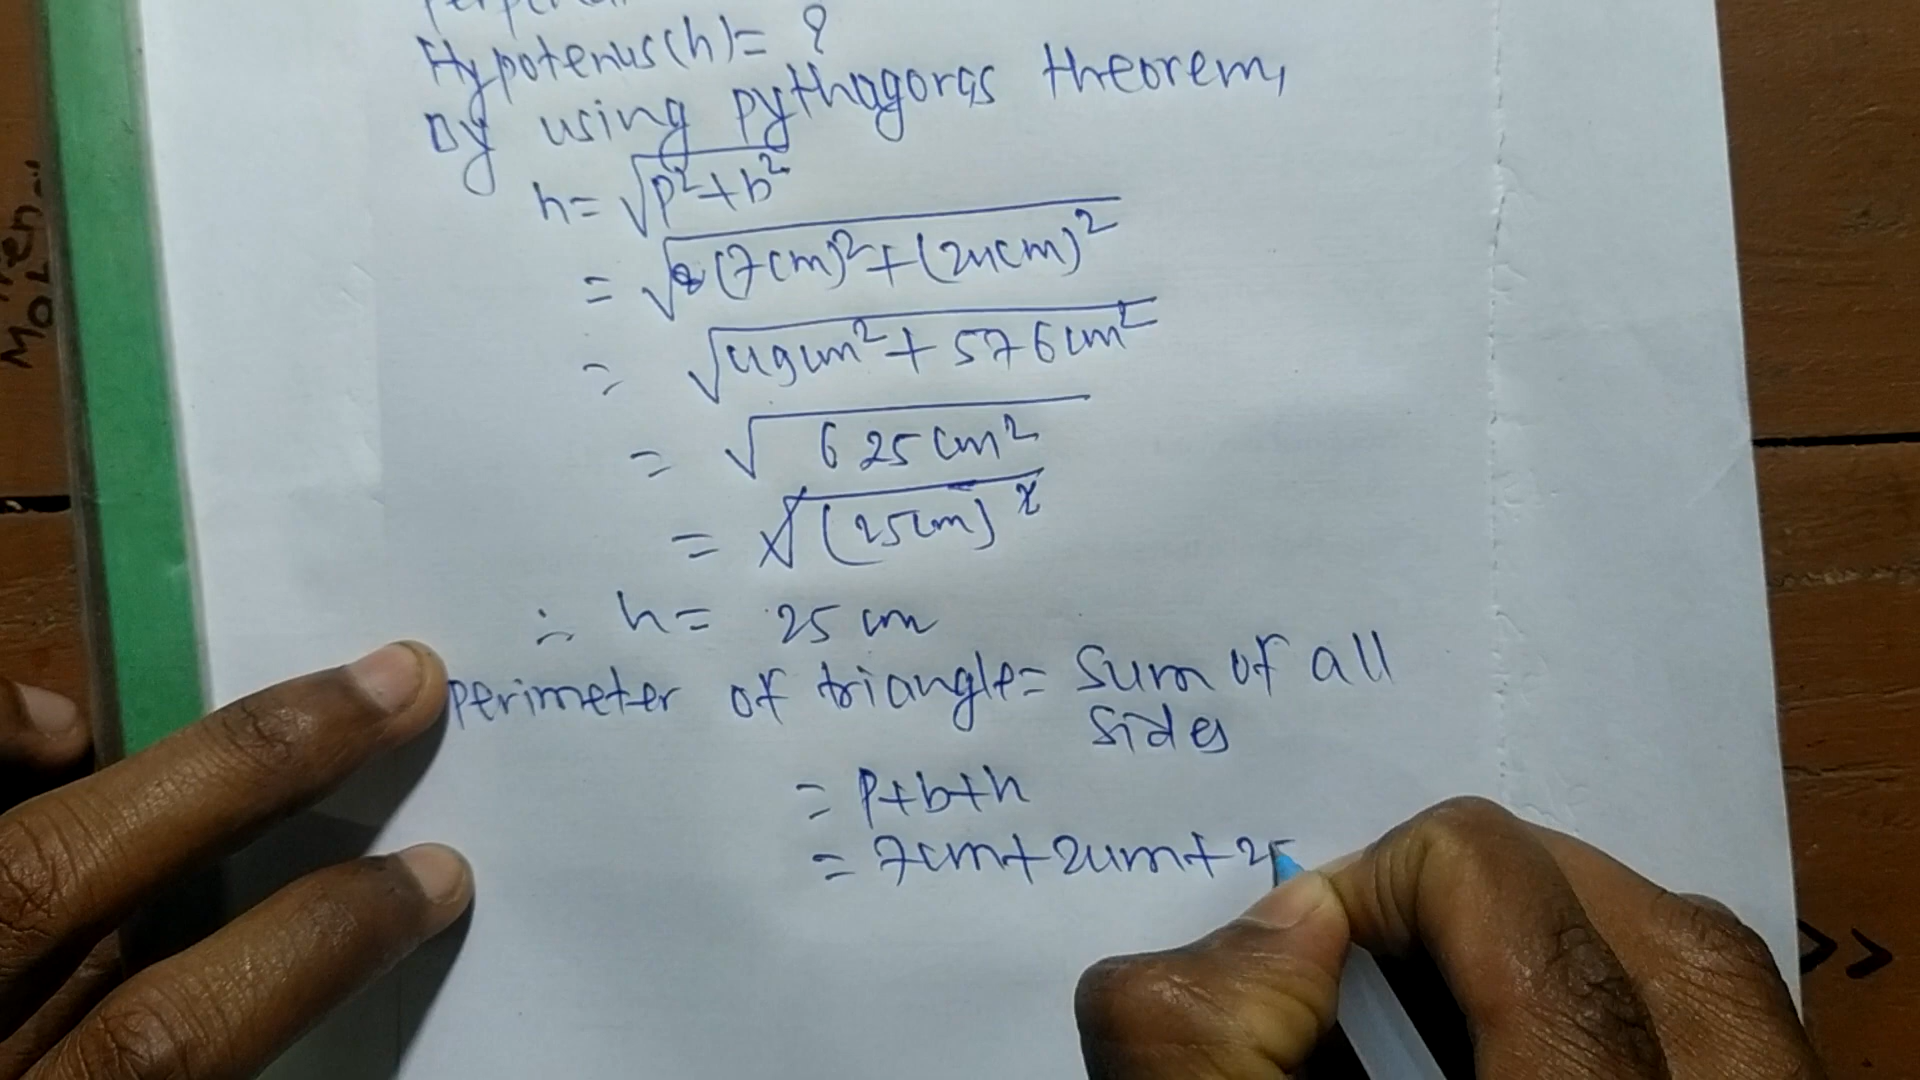 Hypotenus(h)= ?
By using pythagoras theorem,
h= √p²+b²
= √(7cm)²+(24cm)²
= √49cm²+576cm²
= √625cm²
= √(25cm)²
∴ h= 25 cm
perimeter of triangle= Sum of all
Sides
= p+b+h
= 7cm+24cm+25
>>